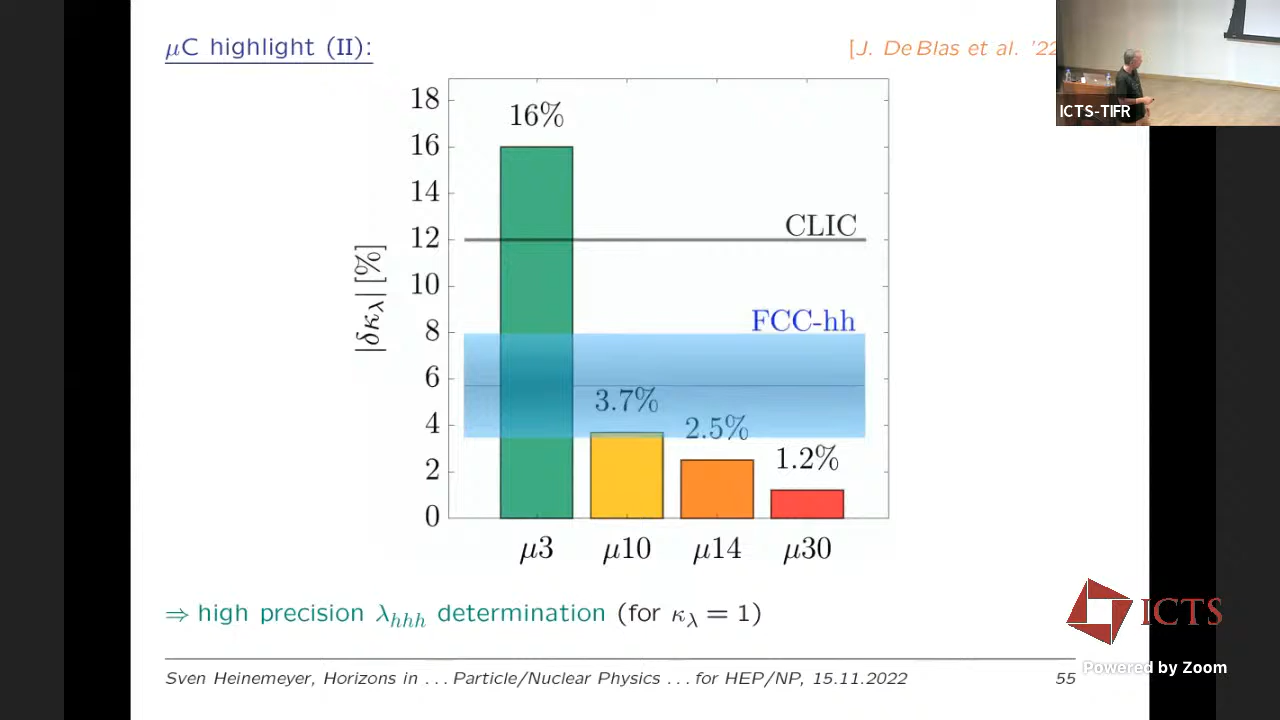 μC highlight (II):
[J. De Blas et al. '22
ICTS-TIFR
18
16
14
12
10
8
6
4
2
0
|δκ_λ| [%]
16%
CLIC
FCC-hh
3.7%
2.5%
1.2%
μ3 μ10 μ14 μ30
⇒ high precision λ_hhh determination (for κ_λ = 1)
ICTS
Powered by Zoom
Sven Heinemeyer, Horizons in ... Particle/Nuclear Physics ... for HEP/NP, 15.11.2022 55